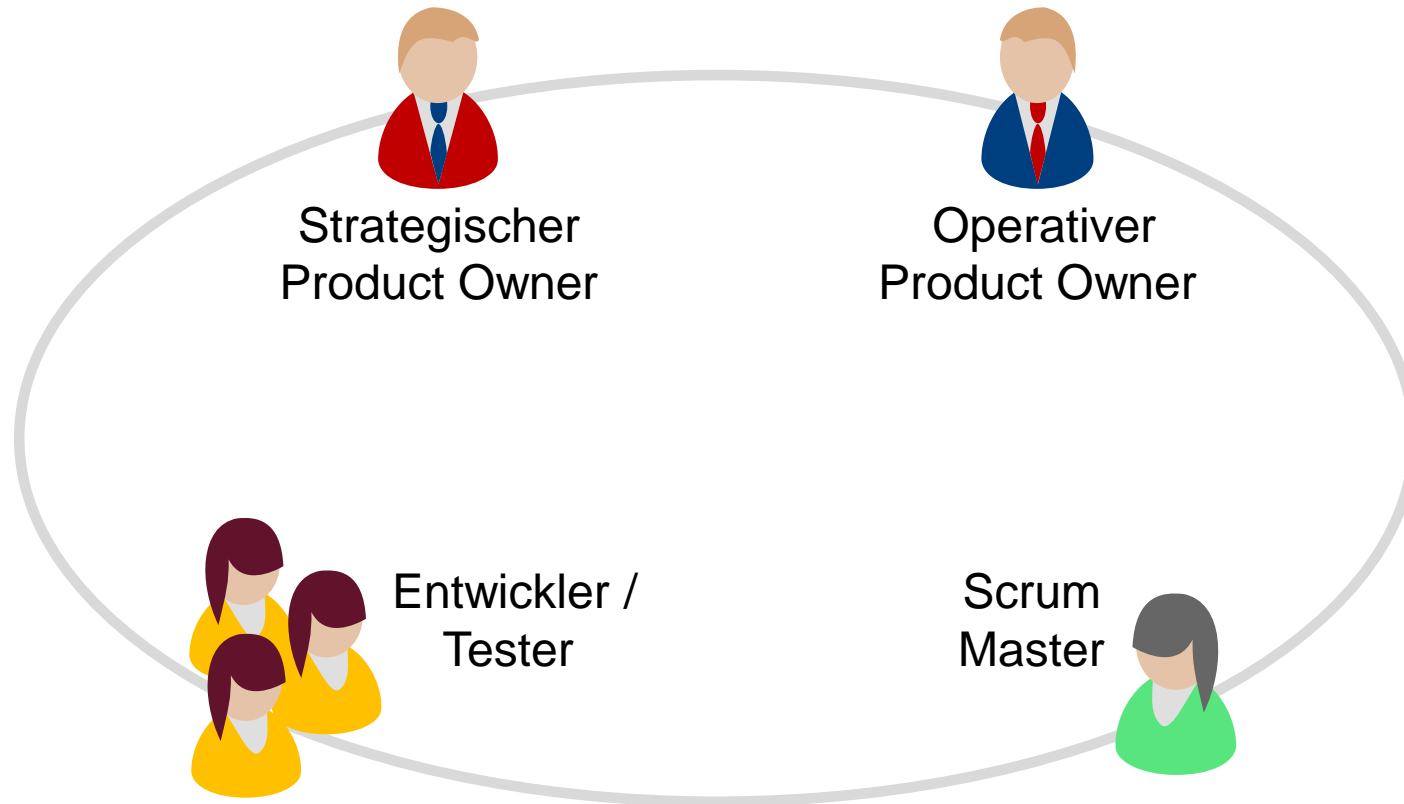 Strategischer
Product Owner
Operativer
Product Owner
Entwickler /
Tester
Scrum
Master